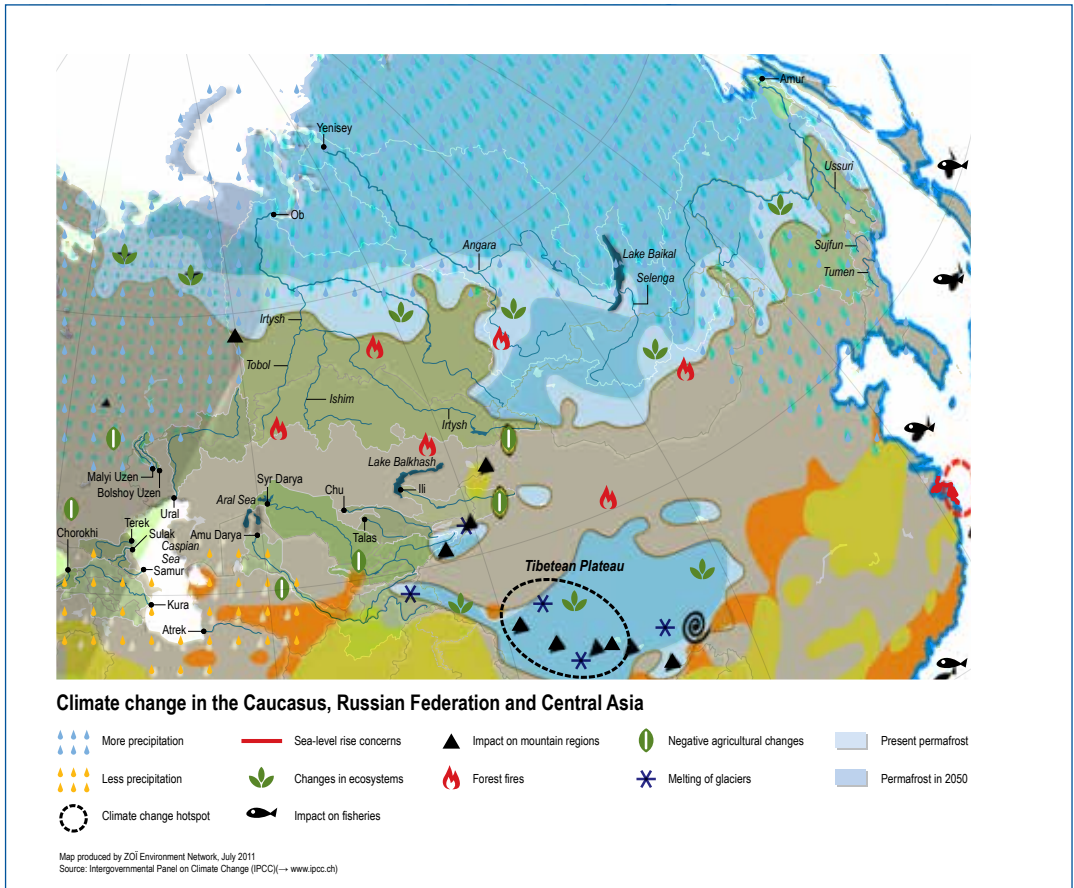 Amur
Yenisey
Ussuri
Ob
Angara
Lake Baikal
Sujfun
Selenga
Tumen
Irtysh
Tobol
Ishim
Irtysh
Lake Balkhash
Malyi Uzen
Syr Darya
Bolshoy Uzen
Chu
Ili
Aral Sea
Ural
Chorokhi
Terek
Amu Darya
Talas
Sulak
Caspian
Sea
Samur
Tibetean Plateau
Kura
Atrek
Climate change in the Caucasus, Russian Federation and Central Asia
More precipitation
Sea-level rise concerns
Impact on mountain regions
Negative agricultural changes
Present permafrost
Less precipitation
Changes in ecosystems
Forest fires
Melting of glaciers
Permafrost in 2050
Climate change hotspot
Impact on fisheries
Map produced by ZOÏ Environment Network, July 2011
Source: Intergovernmental Panel on Climate Change (IPCC)(→ www.ipcc.ch)